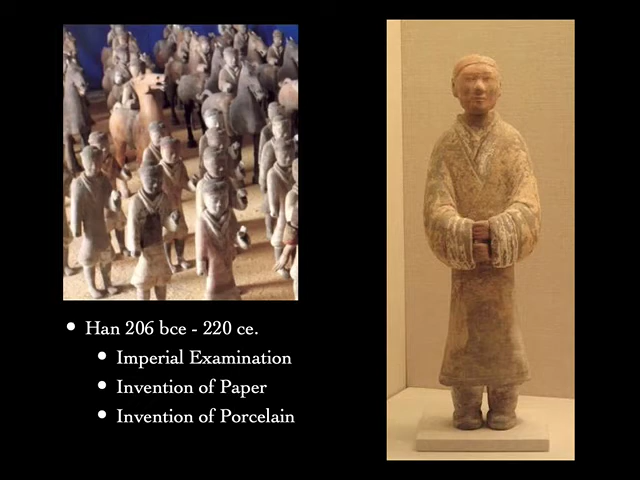 Han 206 bce - 220 ce.
Imperial Examination
Invention of Paper
Invention of Porcelain